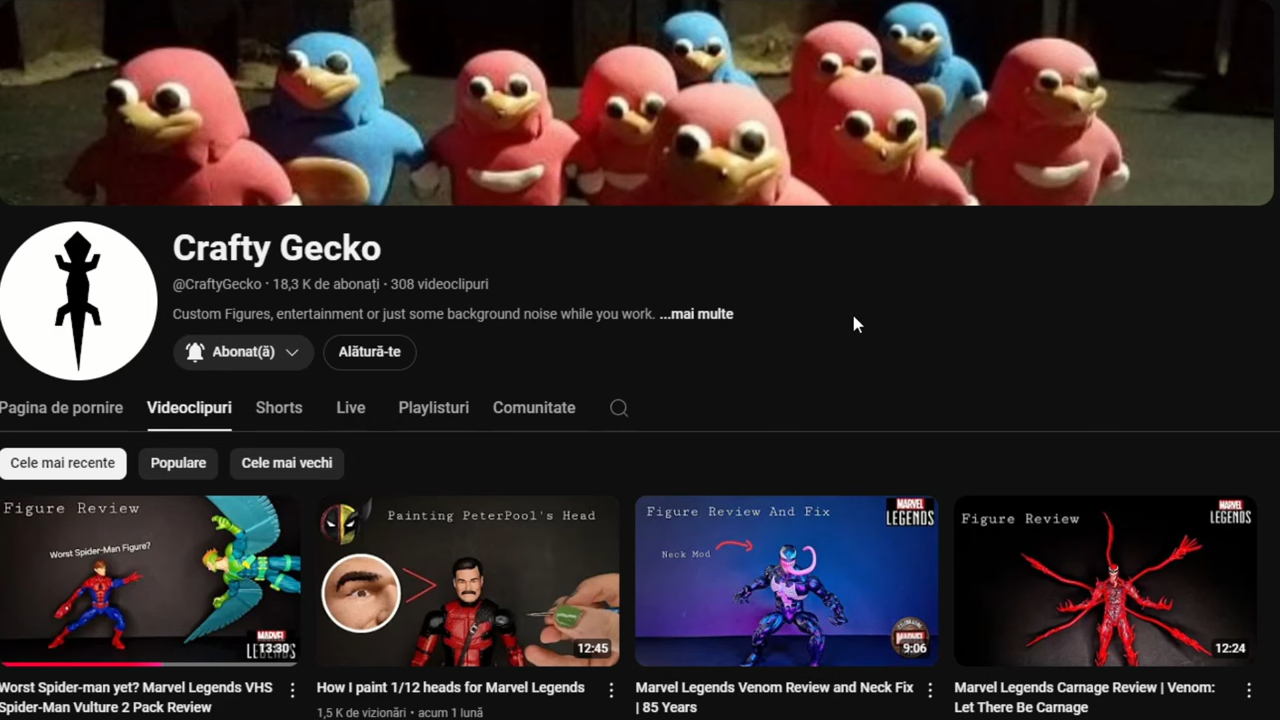 Crafty Gecko
@CraftyGecko · 18,3 K de abonați · 308 videoclipuri
Custom Figures, entertainment or just some background noise while you work. ...mai multe
Abonat(ă)
Alătură-te
Pagina de pornire
Videoclipuri
Shorts
Live
Playlisturi
Comunitate
Cele mai recente
Populare
Cele mai vechi
Figure Review
Worst Spider-Man Figure?
MARVEL
LEGENDS
13:30
Worst Spider-man yet? Marvel Legends VHS
Spider-Man Vulture 2 Pack Review
Painting PeterPool's Head
12:45
How I paint 1/12 heads for Marvel Legends
1,5 K de vizionări • acum 1 lună
Figure Review And Fix
MARVEL
LEGENDS
Neck Mod
MARVEL
9:06
Marvel Legends Venom Review and Neck Fix
| 85 Years
Figure Review
MARVEL
LEGENDS
12:24
Marvel Legends Carnage Review | Venom:
Let There Be Carnage